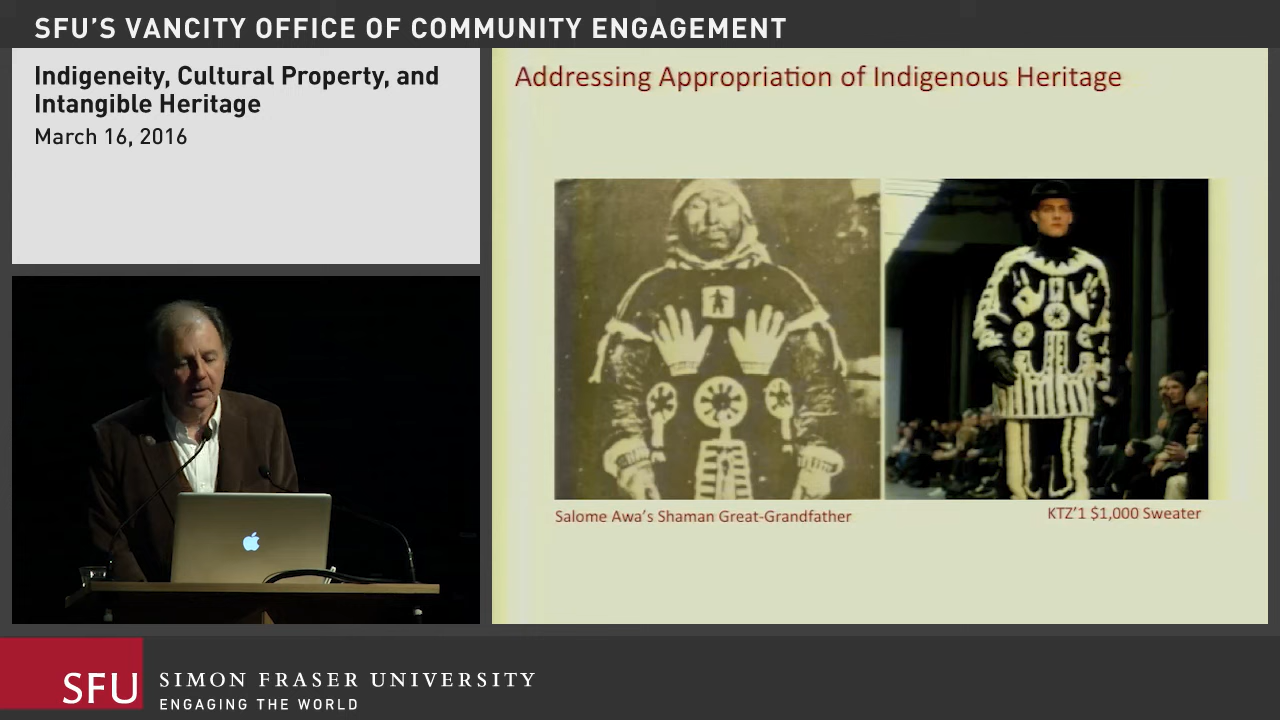 SFU'S VANCITY OFFICE OF COMMUNITY ENGAGEMENT
Indigeneity, Cultural Property, and
Intangible Heritage
March 16, 2016
Addressing Appropriation of Indigenous Heritage
Salome Awa's Shaman Great-Grandfather
KTZ'1 $1,000 Sweater
SFU
SIMON FRASER UNIVERSITY
ENGAGING THE WORLD